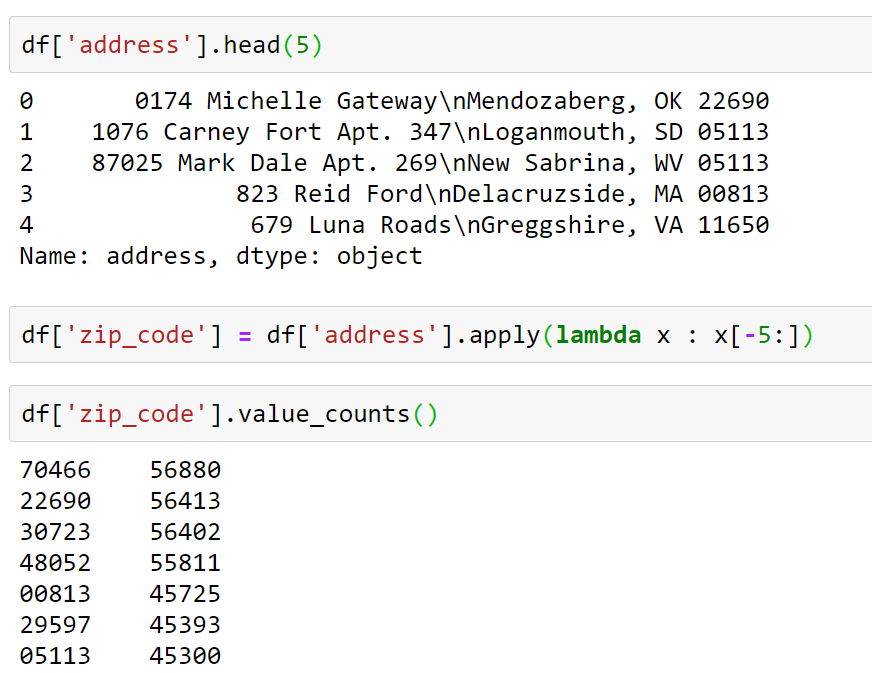 df['address'].head(5)
0       0174 Michelle Gateway\nMendozaberg, OK 22690
1    1076 Carney Fort Apt. 347\nLoganmouth, SD 05113
2    87025 Mark Dale Apt. 269\nNew Sabrina, WV 05113
3              823 Reid Ford\nDelacruzside, MA 00813
4               679 Luna Roads\nGreggshire, VA 11650
Name: address, dtype: object
df['zip_code'] = df['address'].apply(lambda x : x[-5:])
df['zip_code'].value_counts()
70466    56880
22690    56413
30723    56402
48052    55811
00813    45725
29597    45393
05113    45300